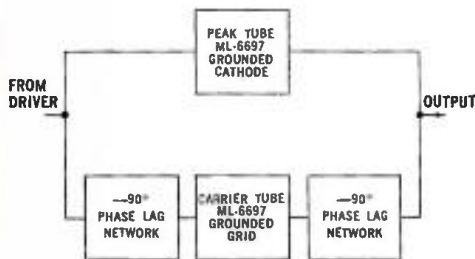 PEAK TUBE
ML-6697
GROUNDED
CATHODE
FROM
DRIVER
OUTPUT
—90°
PHASE LAG
NETWORK
CARRIER TUBE
ML-6697
GROUNDED
GRID
—90°
PHASE LAG
NETWORK